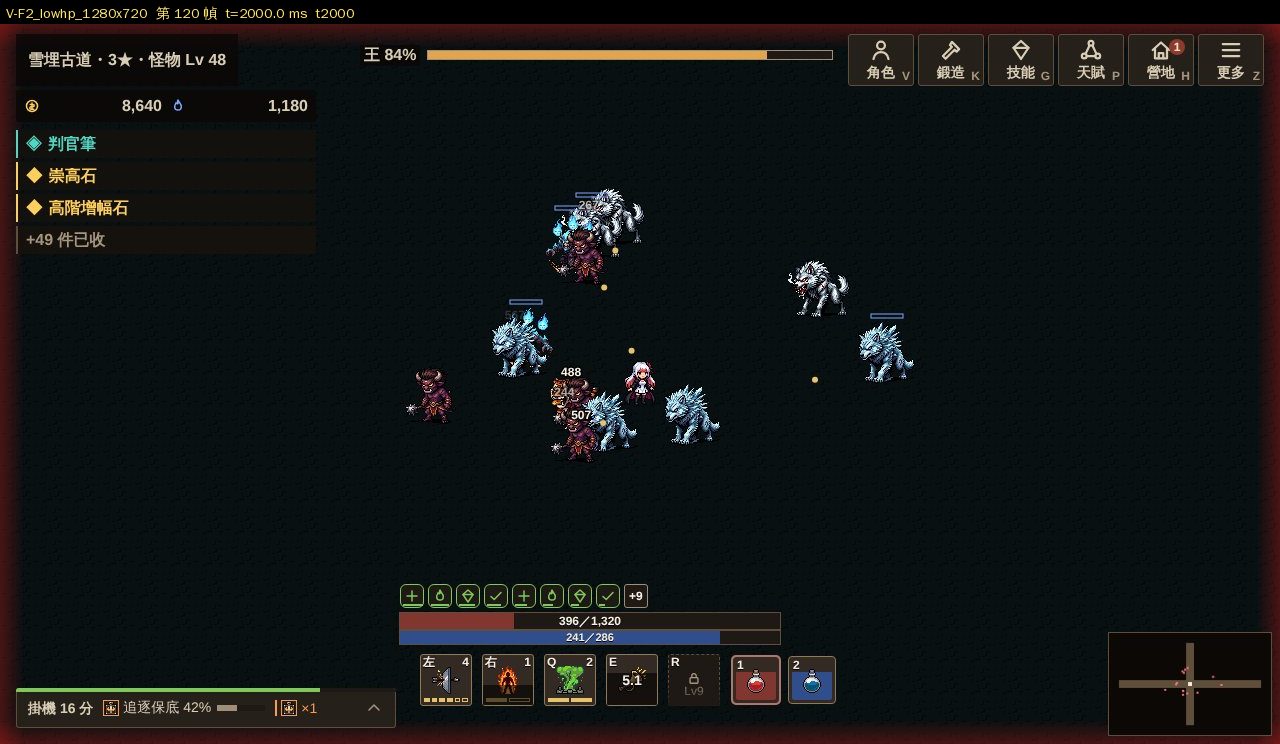 V-F2_lowhp_1280x720 第 120 幀 t=2000.0 ms t2000
雪埋古道・3★・怪物 Lv 48
王 84%
角色 V
鍛造 K
技能 G
天賦 P
營地 H 1
更多 Z
8,640 1,180
判官筆
崇高石
高階增幅石
+49 件已收
488
244
507
+9
396／1,320
241／286
左 4
右 1
Q 2
E 5.1
R Lv9
1
2
掛機 16 分 追逐保底 42% ×1